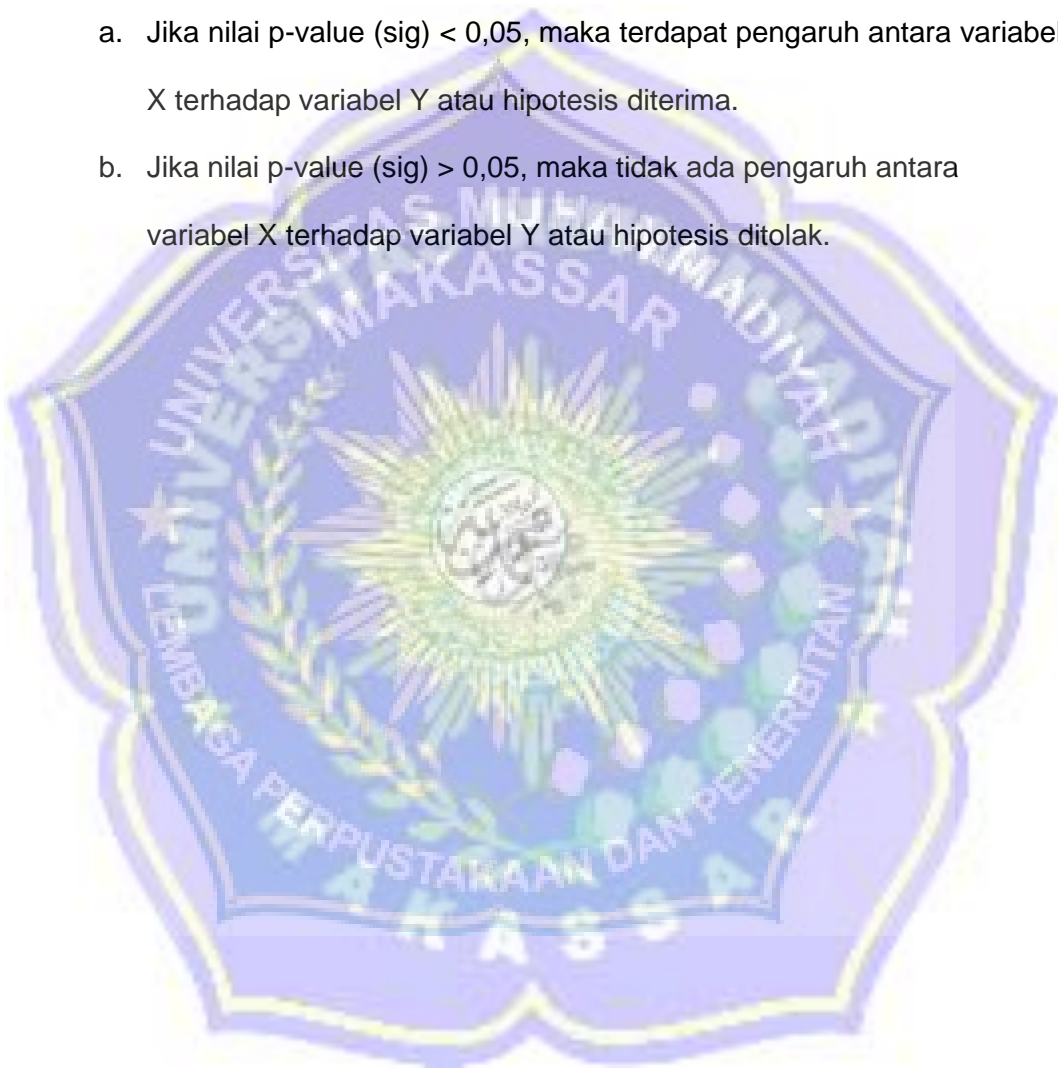 a. Jika nilai p-value (sig) < 0,05, maka terdapat pengaruh antara variabel
X terhadap variabel Y atau hipotesis diterima.
b. Jika nilai p-value (sig) > 0,05, maka tidak ada pengaruh antara
variabel X terhadap variabel Y atau hipotesis ditolak.
UNIVERSITAS MUHAMMADIYAH
MAKASSAR
LEMBAGA PERPUSTAKAAN DAN PENERBITAN
UNIVERSITAS MUHAMMADIYAH
MAKASSAR